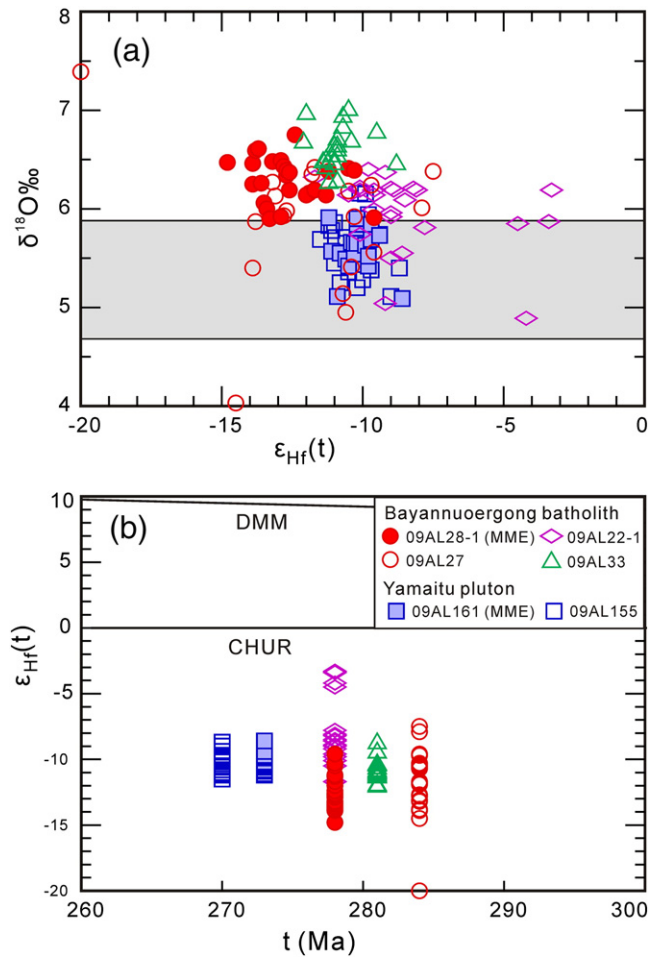 (a)
8
7
6
5
4
δ18O‰
-20
-15
-10
-5
0
εHf(t)
(b)
10
5
0
-5
-10
-15
-20
εHf(t)
DMM
CHUR
Bayannuoergong batholith
09AL28-1 (MME) 09AL22-1
09AL27 09AL33
Yamaitu pluton
09AL161 (MME) 09AL155
260
270
280
290
300
t (Ma)